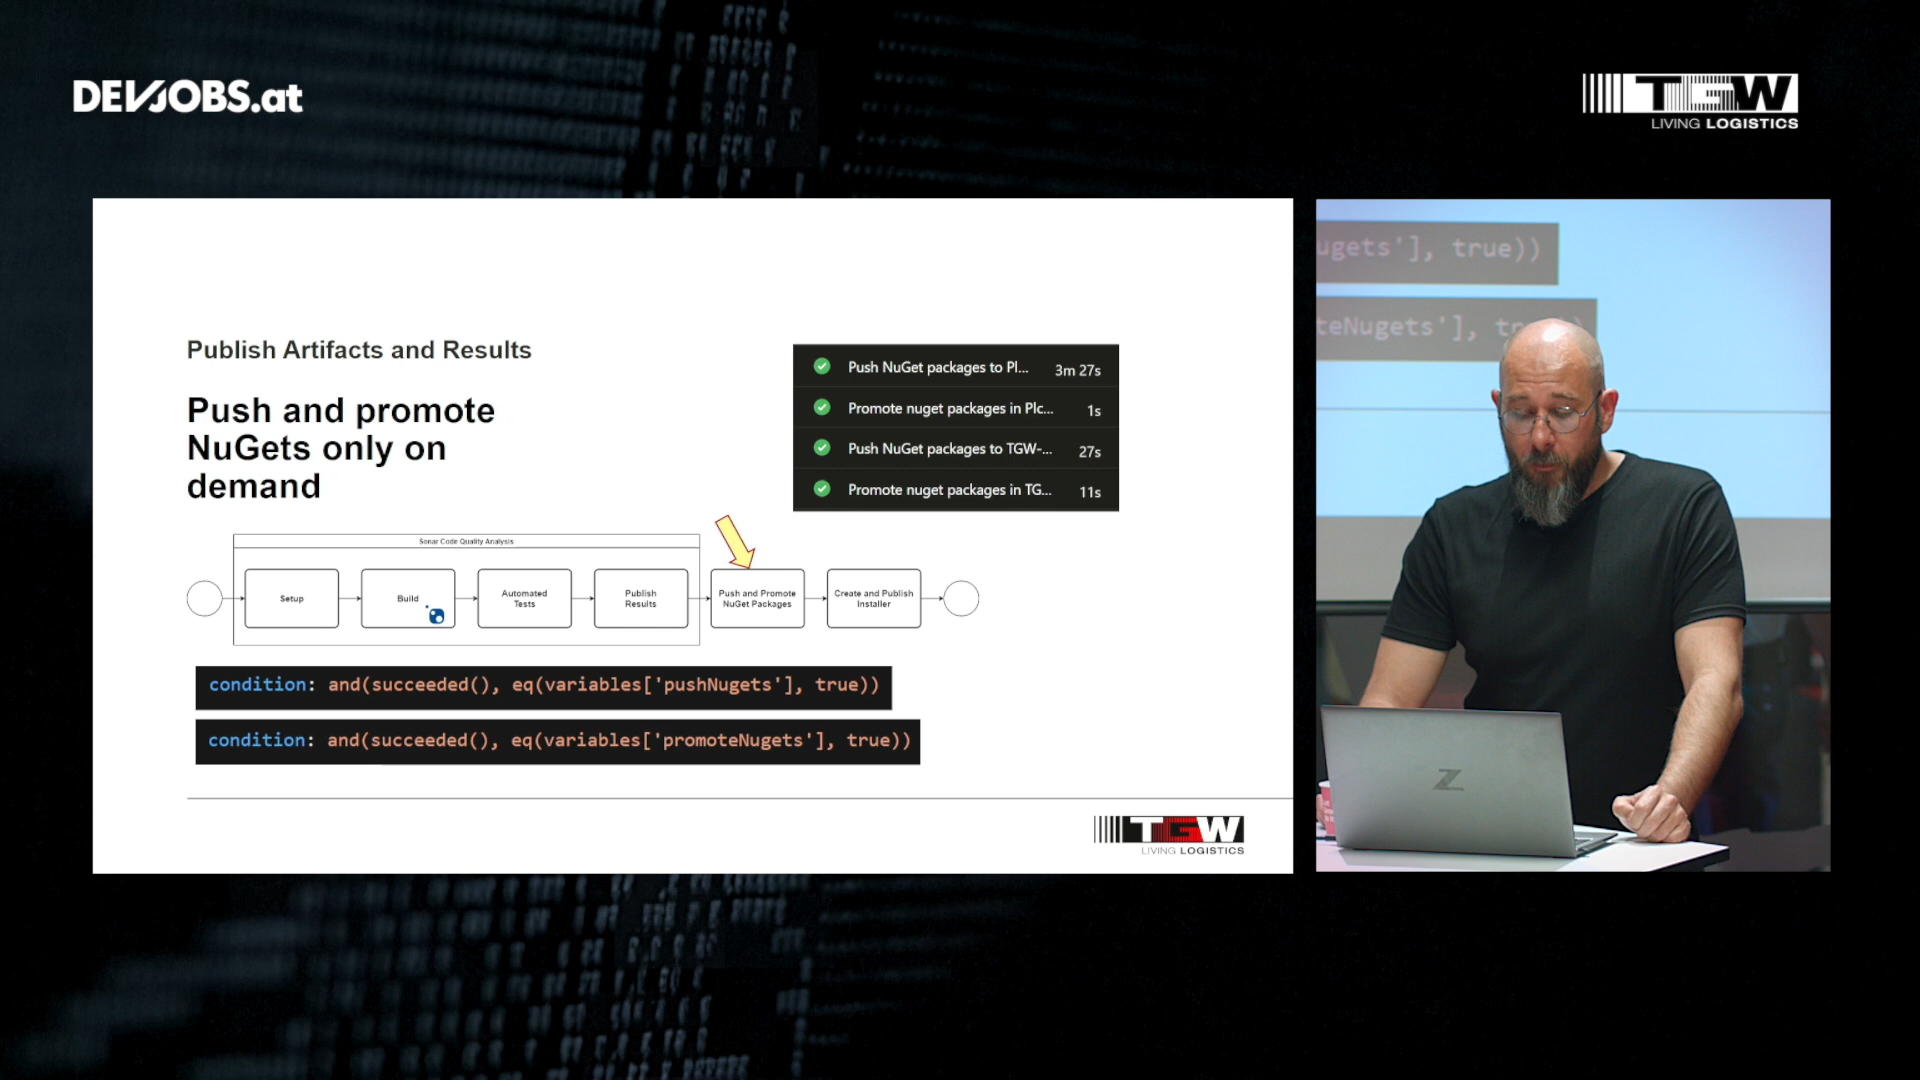 DEVJOBS.at
TGW
LIVING LOGISTICS
Publish Artifacts and Results
Push and promote
NuGets only on
demand
Push NuGet packages to Pl... 3m 27s
Promote nuget packages in Plc... 1s
Push NuGet packages to TGW-... 27s
Promote nuget packages in TG... 11s
Sonar Code Quality Analysis
Setup
Build
Automated
Tests
Publish
Results
Push and Promote
NuGet Packages
Create and Publish
Installer
condition: and(succeeded(), eq(variables['pushNugets'], true))
condition: and(succeeded(), eq(variables['promoteNugets'], true))
TGW
LIVING LOGISTICS
ugets'], true))
teNugets'], tr